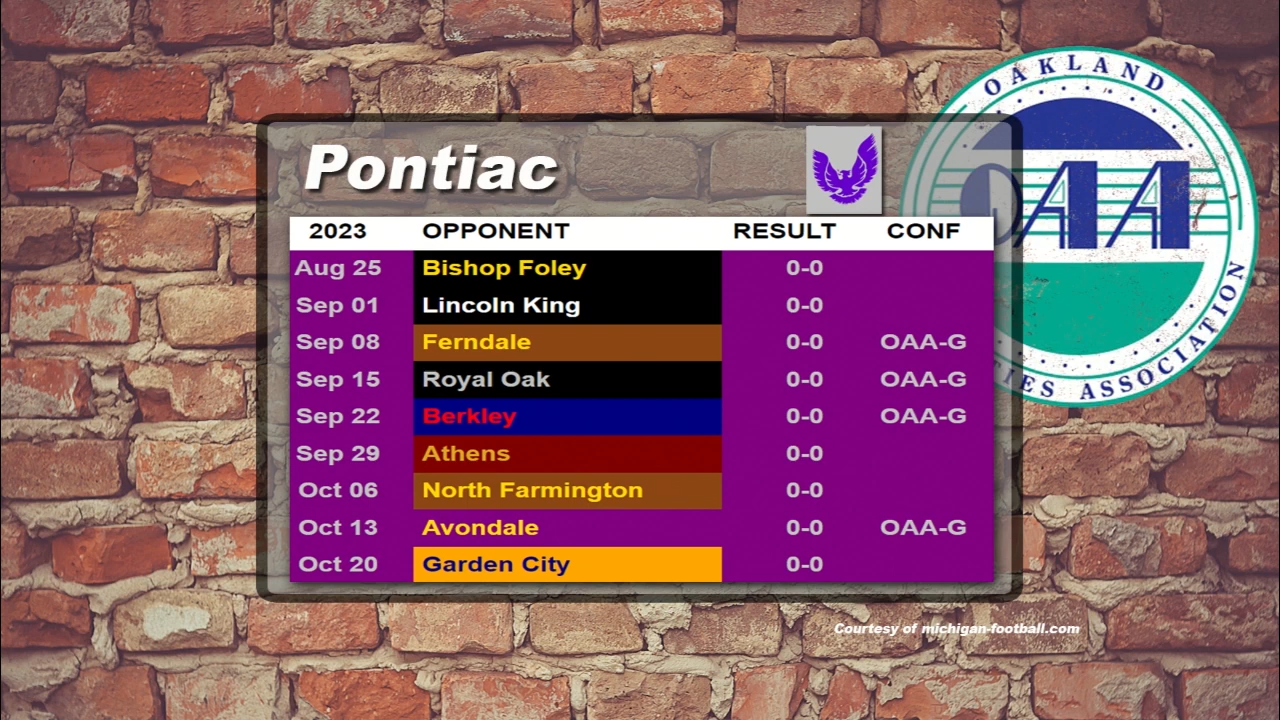 OAKLAND
Pontiac
OAA
2023 OPPONENT RESULT CONF
Aug 25 Bishop Foley 0-0
Sep 01 Lincoln King 0-0
Sep 08 Ferndale 0-0 OAA-G
Sep 15 Royal Oak 0-0 OAA-G
Sep 22 Berkley 0-0 OAA-G
Sep 29 Athens 0-0
Oct 06 North Farmington 0-0
Oct 13 Avondale 0-0 OAA-G
Oct 20 Garden City 0-0
TIES ASSOCIATION
Courtesy of michigan-football.com